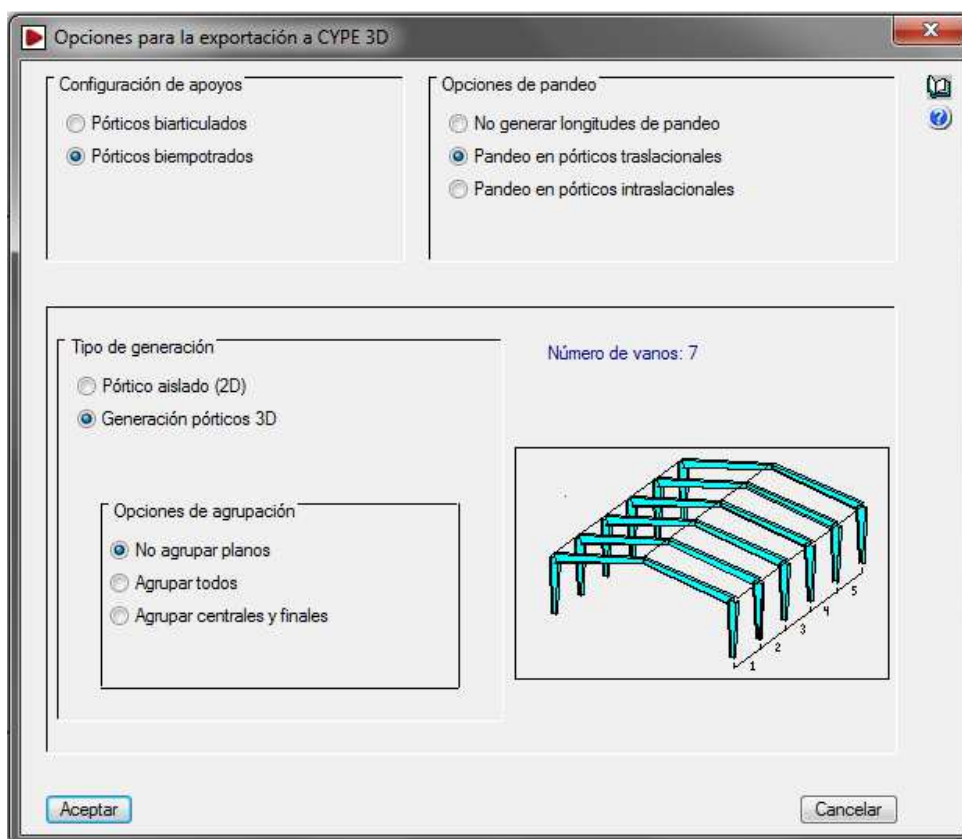 Opciones para la exportación a CYPE 3D
Configuración de apoyos
Pórticos biarticulados
Pórticos biempotrados
Opciones de pandeo
No generar longitudes de pandeo
Pandeo en pórticos traslacionales
Pandeo en pórticos intraslacionales
Tipo de generación
Pórtico aislado (2D)
Generación pórticos 3D
Número de vanos: 7
Opciones de agrupación
No agrupar planos
Agrupar todos
Agrupar centrales y finales
1
2
3
4
5
Aceptar
Cancelar